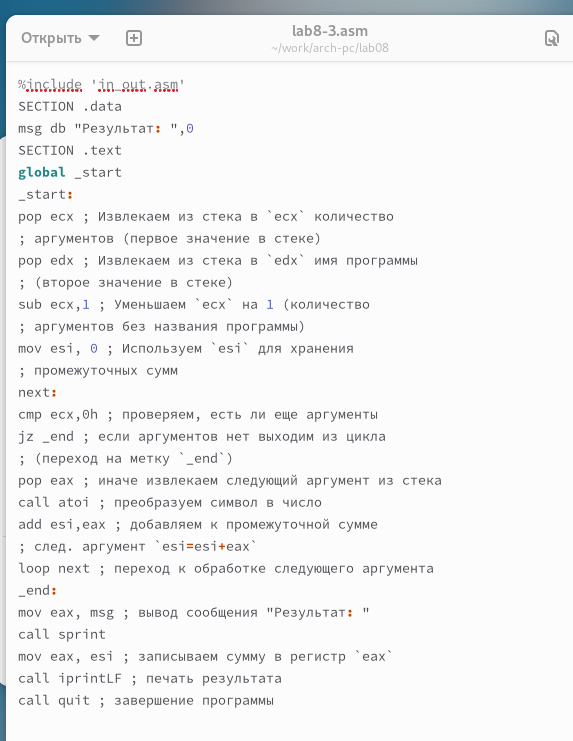 Открыть
lab8-3.asm
~/work/arch-pc/lab08
%include 'in_out.asm'
SECTION .data
msg db "Результат: ",0
SECTION .text
global _start
_start:
pop ecx ; Извлекаем из стека в `ecx` количество
; аргументов (первое значение в стеке)
pop edx ; Извлекаем из стека в `edx` имя программы
; (второе значение в стеке)
sub ecx,1 ; Уменьшаем `ecx` на 1 (количество
; аргументов без названия программы)
mov esi, 0 ; Используем `esi` для хранения
; промежуточных сумм
next:
cmp ecx,0h ; проверяем, есть ли еще аргументы
jz _end ; если аргументов нет выходим из цикла
; (переход на метку `_end`)
pop eax ; иначе извлекаем следующий аргумент из стека
call atoi ; преобразуем символ в число
add esi,eax ; добавляем к промежуточной сумме
; след. аргумент `esi=esi+eax`
loop next ; переход к обработке следующего аргумента
_end:
mov eax, msg ; вывод сообщения "Результат: "
call sprint
mov eax, esi ; записываем сумму в регистр `eax`
call iprintLF ; печать результата
call quit ; завершение программы